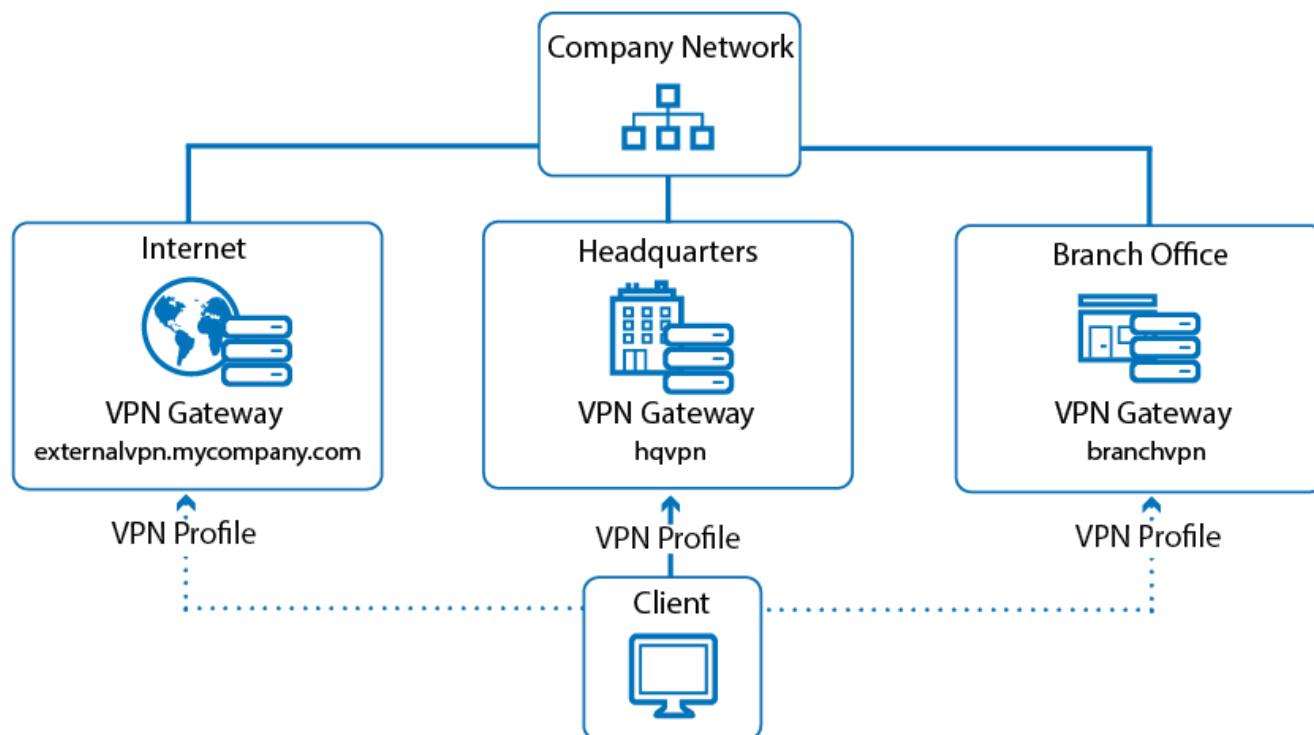 Company Network
Internet
VPN Gateway
externalvpn.mycompany.com
Headquarters
VPN Gateway
hqvpn
Branch Office
VPN Gateway
branchvpn
VPN Profile
VPN Profile
VPN Profile
Client